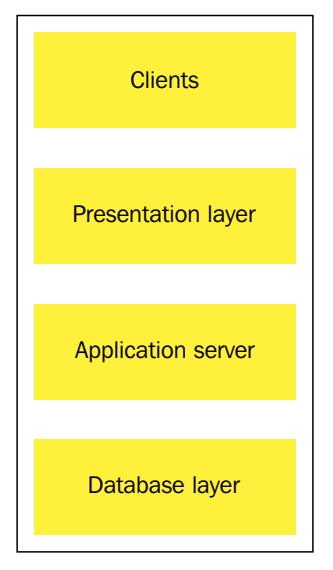 Clients
Presentation layer
Application server
Database layer